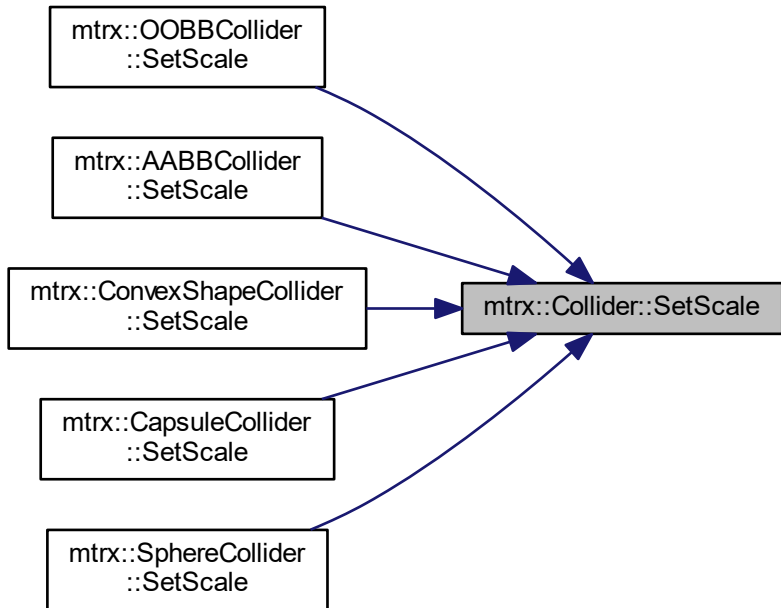 mtrx::OOBBCollider
::SetScale
mtrx::AABBCollider
::SetScale
mtrx::ConvexShapeCollider
::SetScale
mtrx::Collider::SetScale
mtrx::CapsuleCollider
::SetScale
mtrx::SphereCollider
::SetScale